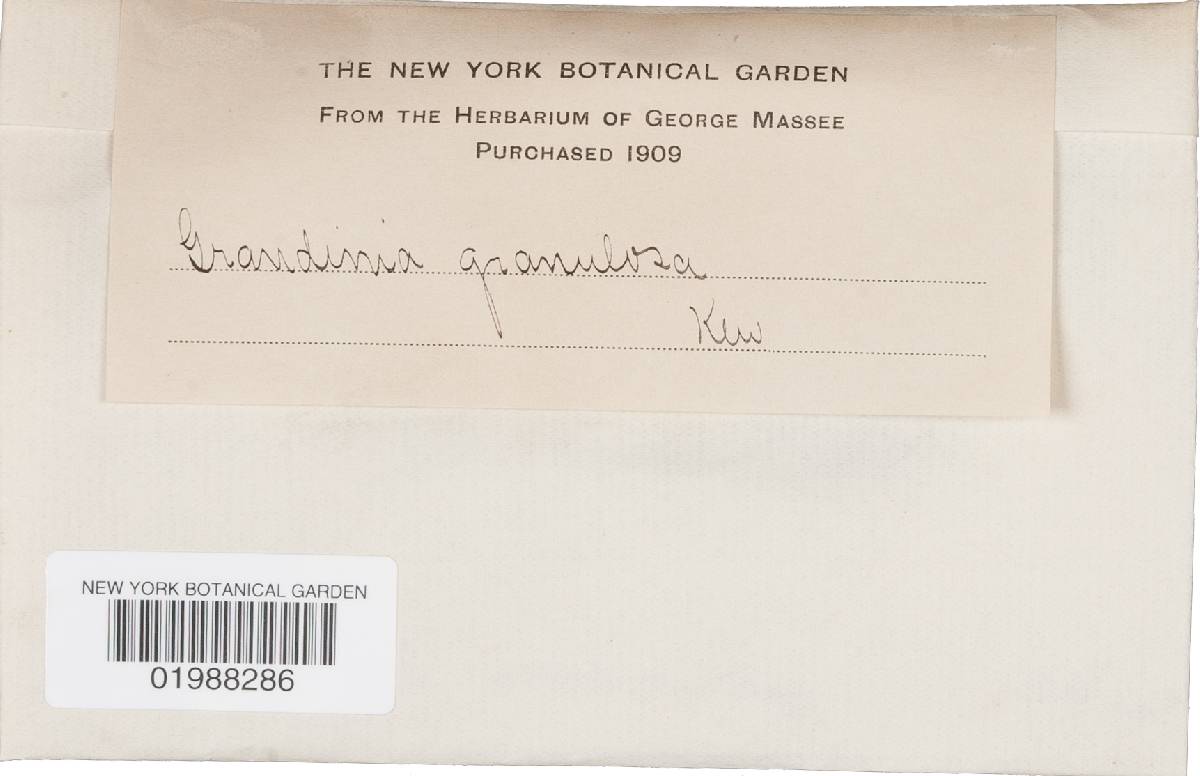 THE NEW YORK BOTANICAL GARDEN
FROM THE HERBARIUM OF GEORGE MASSEE
PURCHASED 1909
Grandinia granulosa
Kew
NEW YORK BOTANICAL GARDEN
01988286